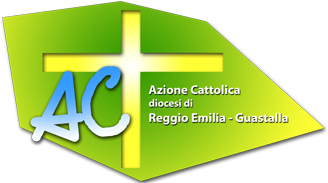 AC
Azione Cattolica
diocesi di
Reggio Emilia - Guastalla